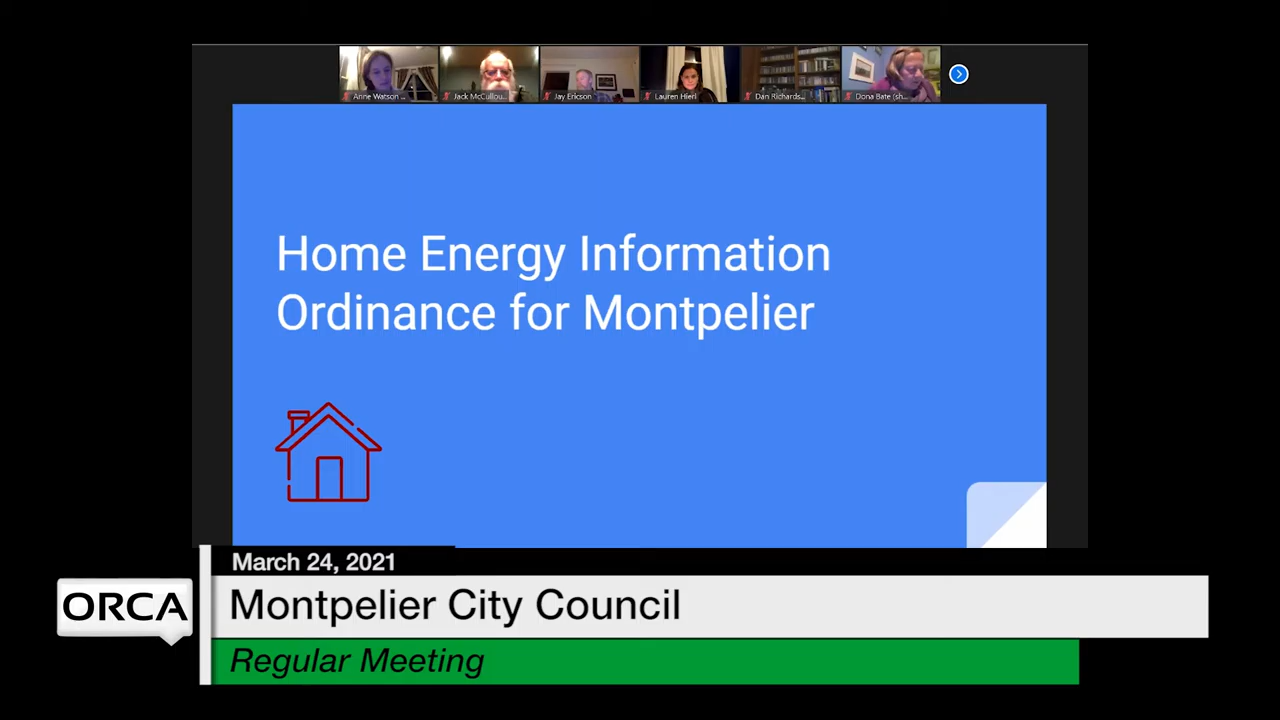 Anne Watson ...
Jack McCullou...
Jay Ericson
Lauren Hierl
Dan Richards...
Dona Bate (sh...
Home Energy Information
Ordinance for Montpelier
March 24, 2021
ORCA
Montpelier City Council
Regular Meeting